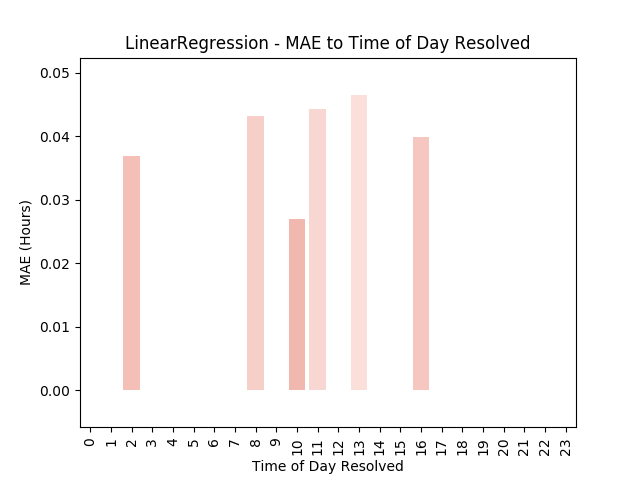 LinearRegression - MAE to Time of Day Resolved
0.05
0.04
0.03
0.02
0.01
0.00
MAE (Hours)
0 1 2 3 4 5 6 7 8 9 10 11 12 13 14 15 16 17 18 19 20 21 22 23
Time of Day Resolved